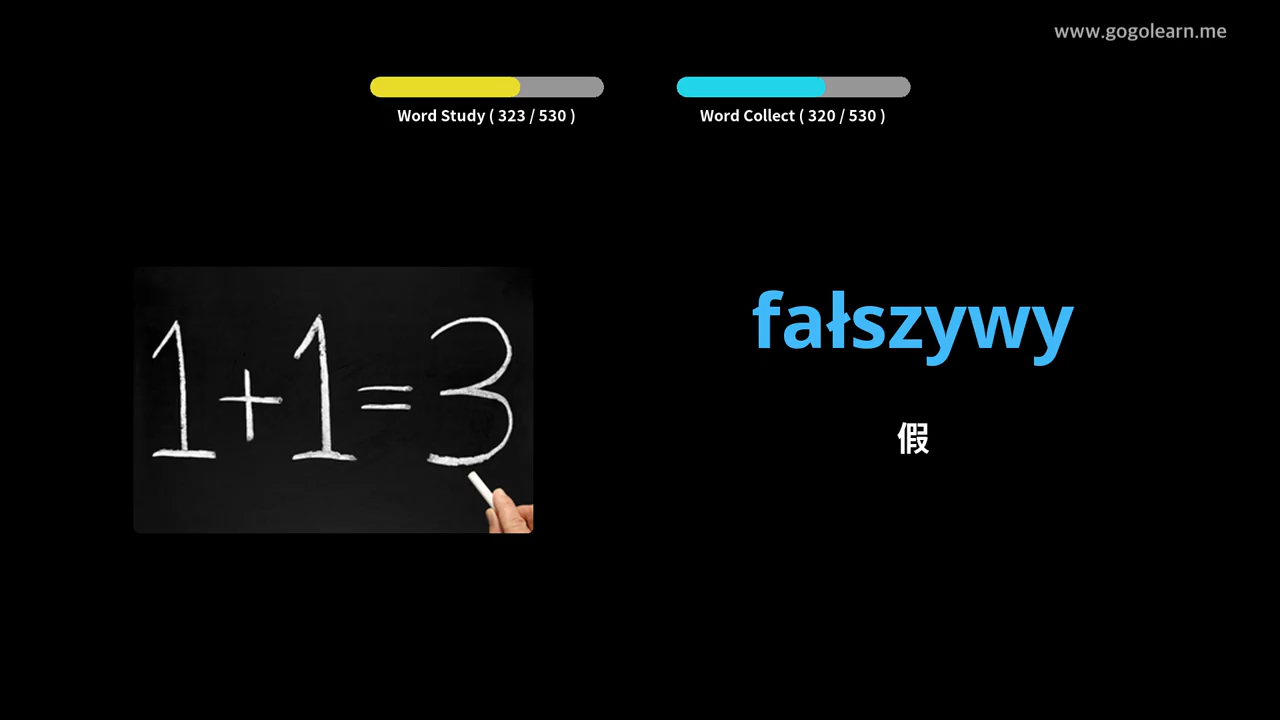 www.gogolearn.me
Word Study ( 323 / 530 )
Word Collect ( 320 / 530 )
1+1=3
fałszywy
假